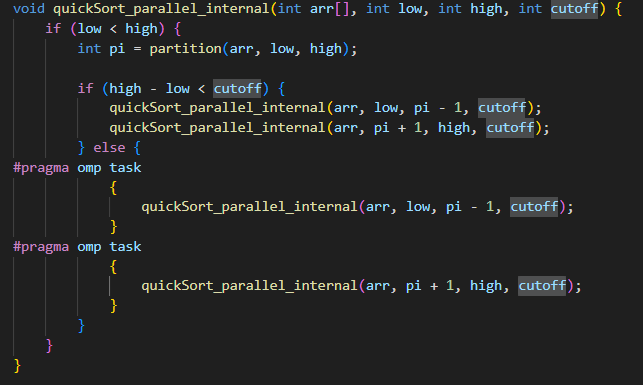 void quickSort_parallel_internal(int arr[], int low, int high, int cutoff) {
    if (low < high) {
        int pi = partition(arr, low, high);

        if (high - low < cutoff) {
            quickSort_parallel_internal(arr, low, pi - 1, cutoff);
            quickSort_parallel_internal(arr, pi + 1, high, cutoff);
        } else {
#pragma omp task
            {
                quickSort_parallel_internal(arr, low, pi - 1, cutoff);
            }
#pragma omp task
            {
                quickSort_parallel_internal(arr, pi + 1, high, cutoff);
            }
        }
    }
}